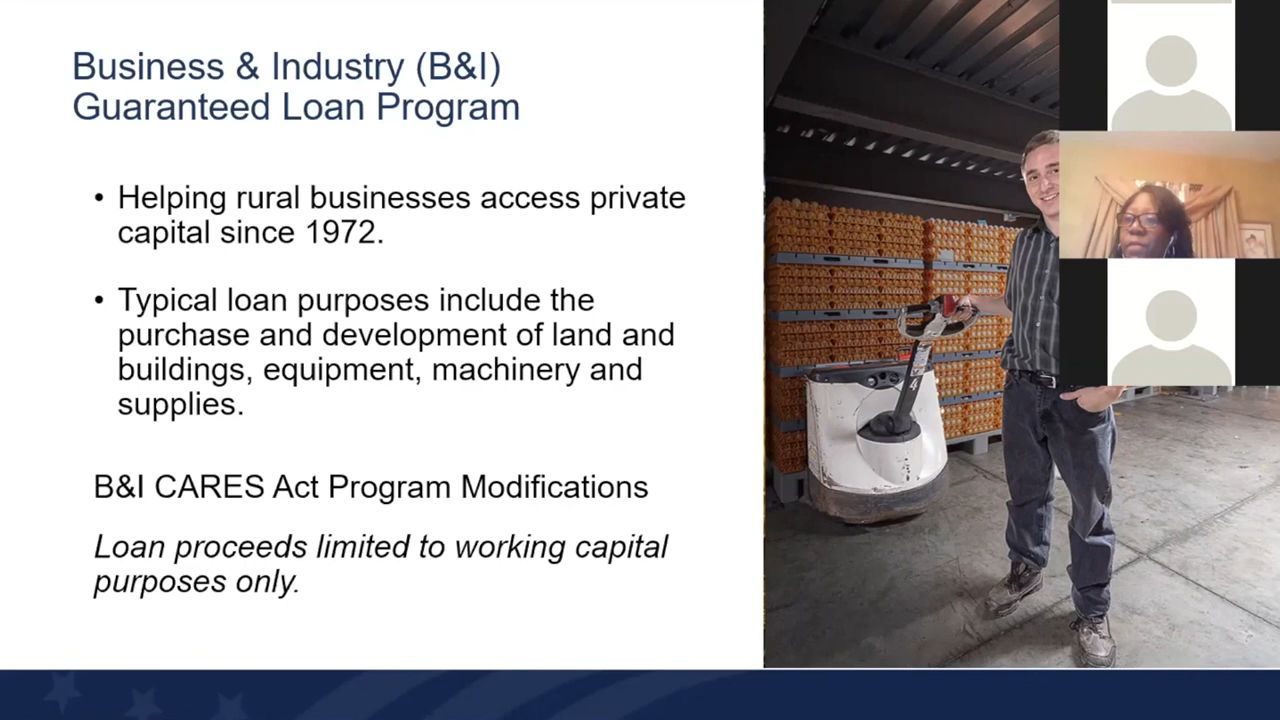 Business & Industry (B&I)
Guaranteed Loan Program
• Helping rural businesses access private
capital since 1972.
• Typical loan purposes include the
purchase and development of land and
buildings, equipment, machinery and
supplies.
B&I CARES Act Program Modifications
Loan proceeds limited to working capital
purposes only.
4